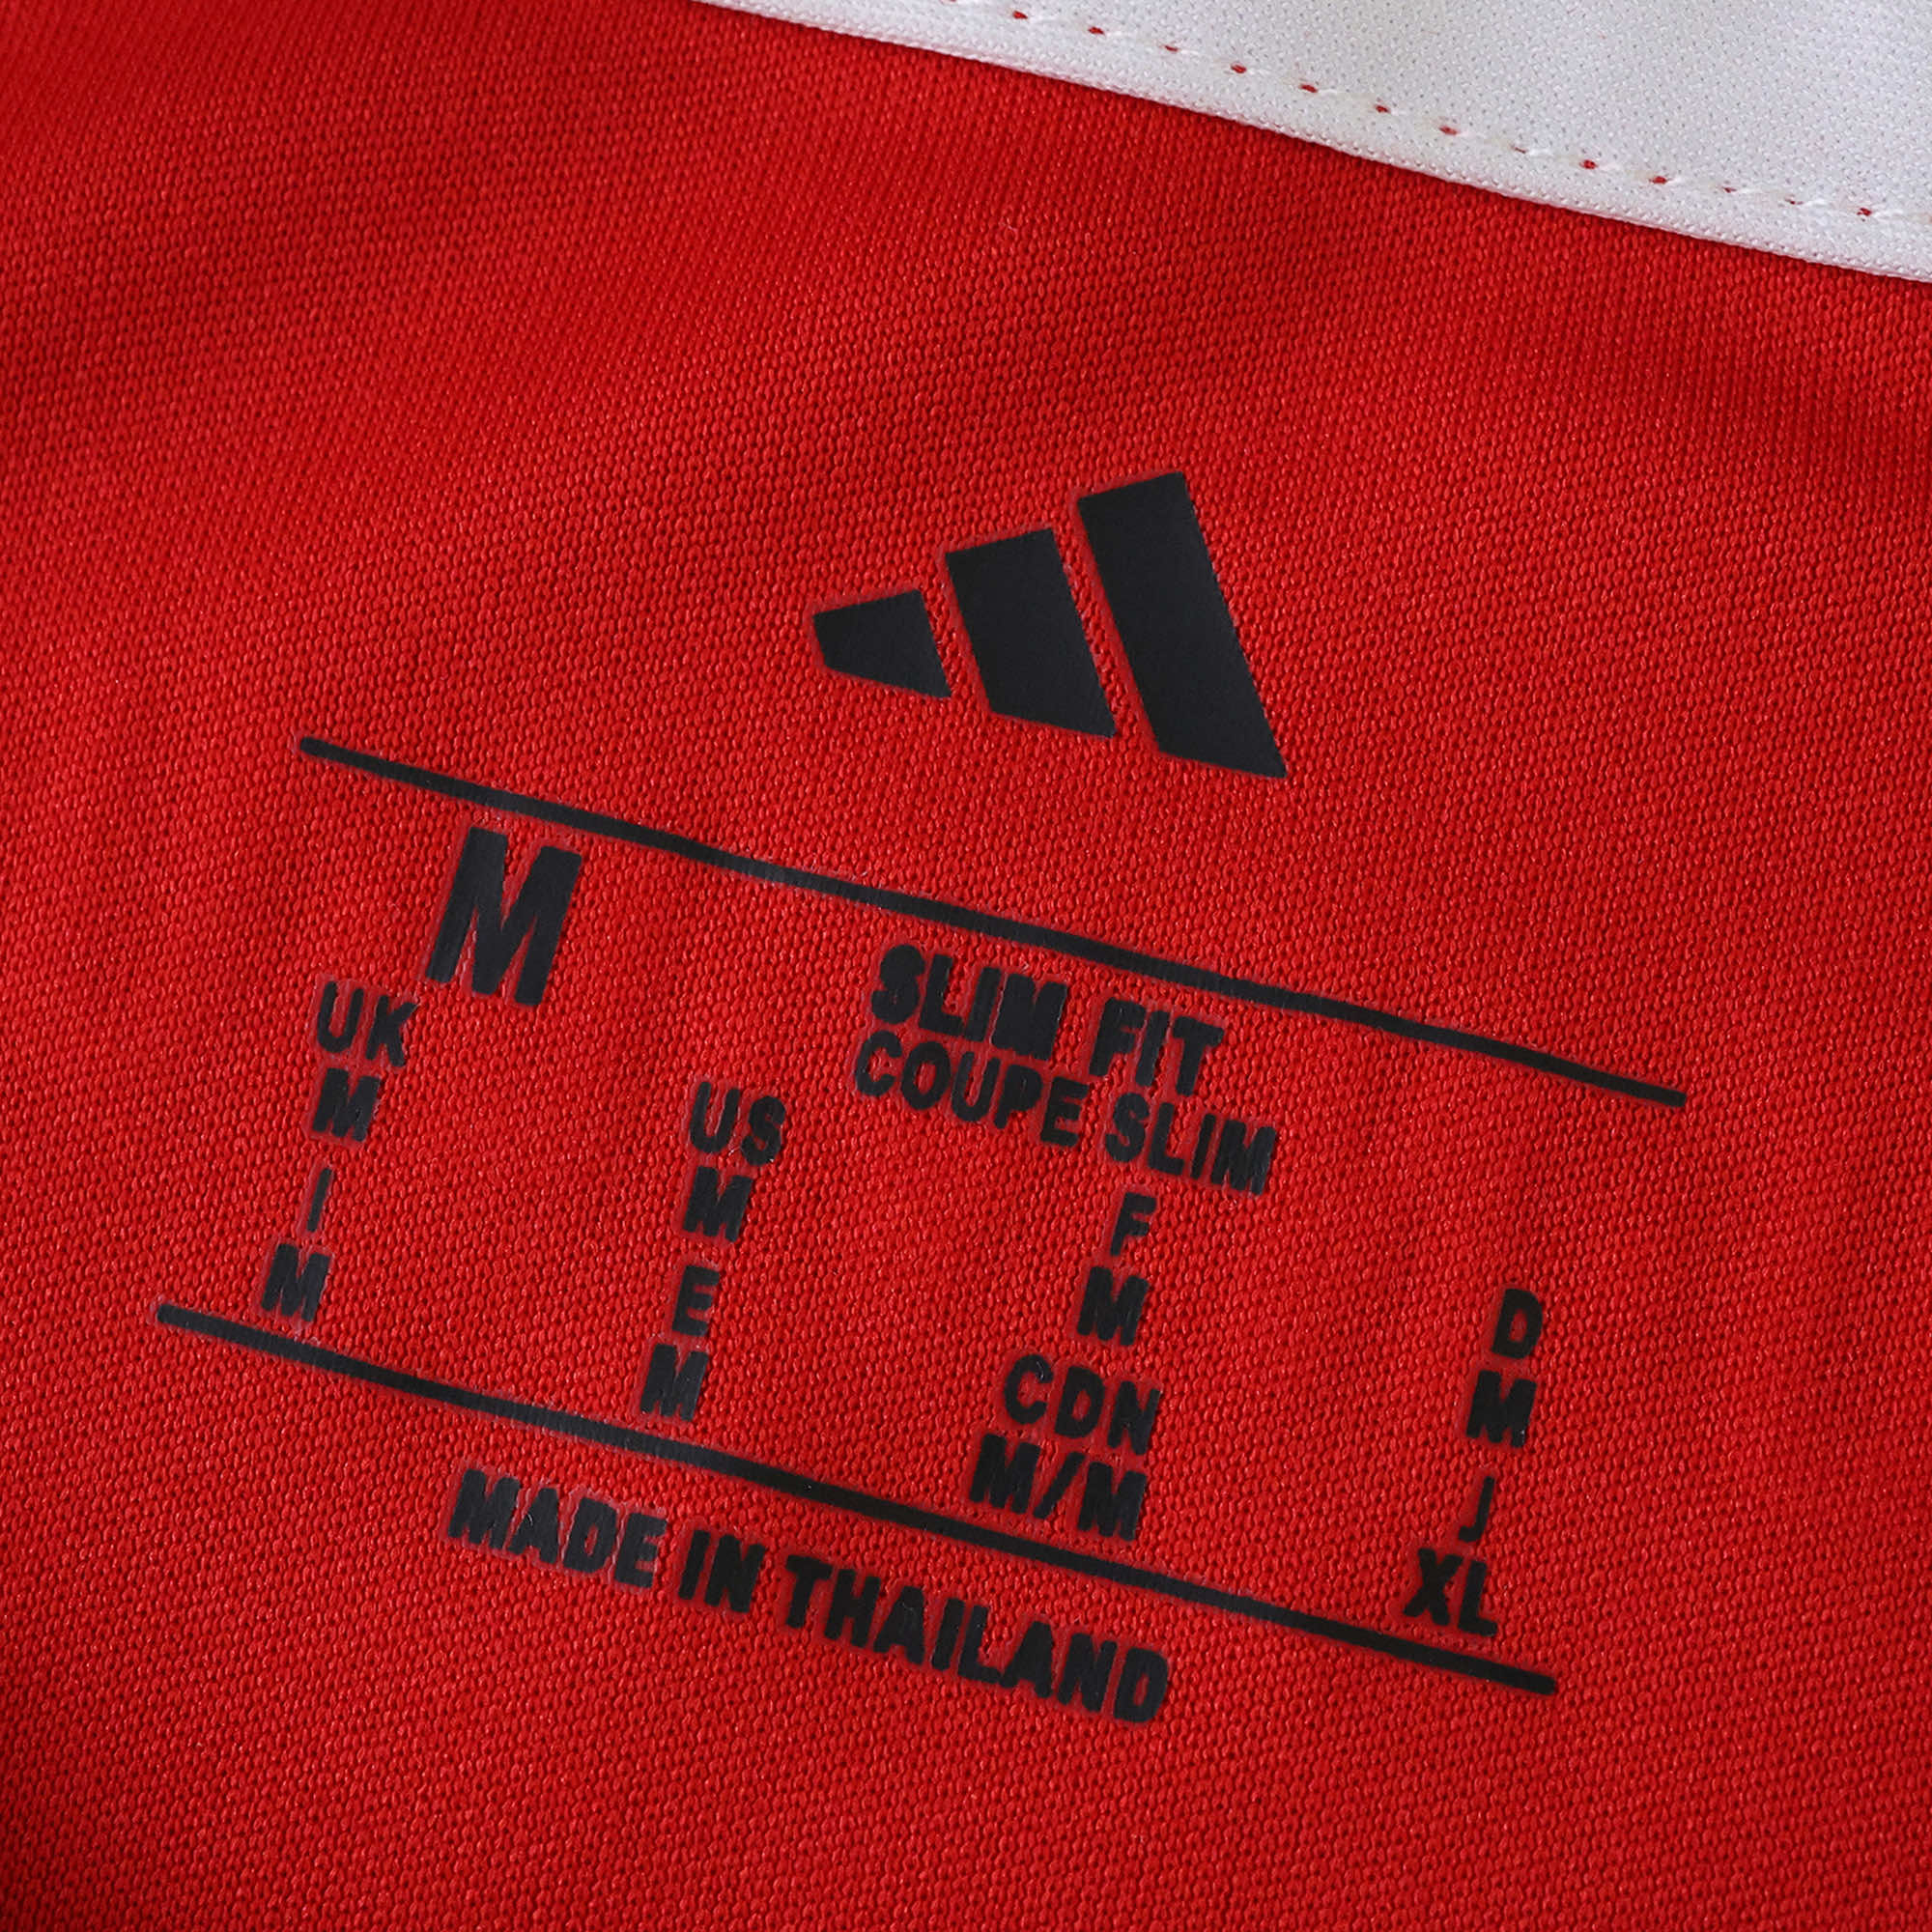 M
SLIM FIT
COUPE SLIM
UK US F D
M M M M
I E CDN J
M M M/M XL
MADE IN THAILAND